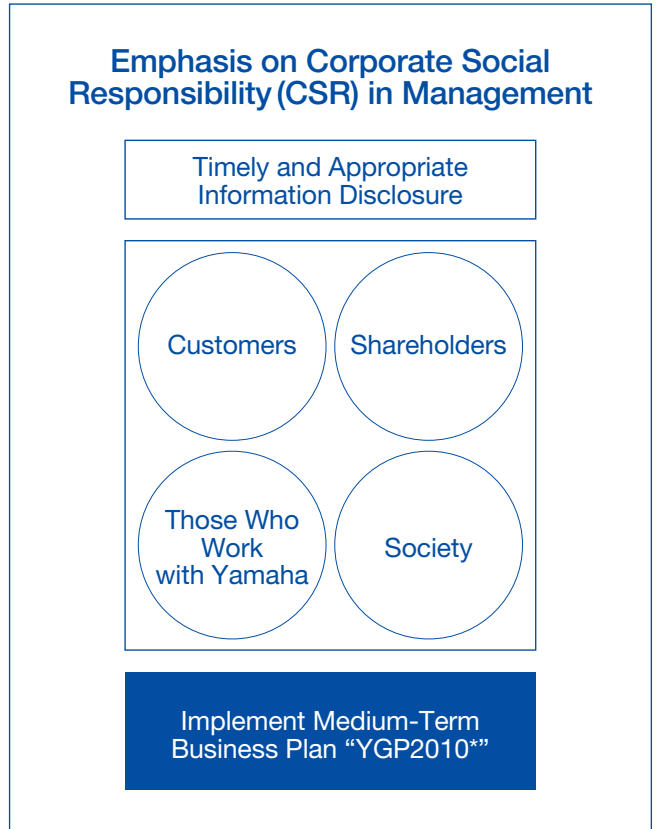 Emphasis on Corporate Social
Responsibility (CSR) in Management
Timely and Appropriate
Information Disclosure
Customers
Shareholders
Those Who
Work
with Yamaha
Society
Implement Medium-Term
Business Plan “YGP2010*”